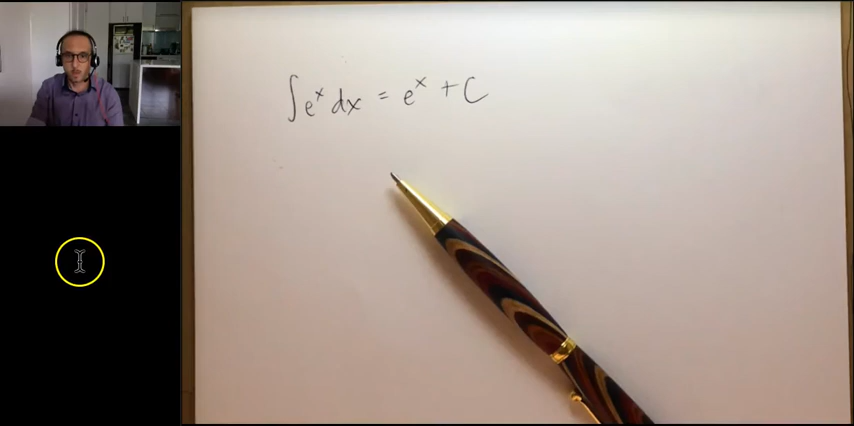 ∫eˣ dx = eˣ + C